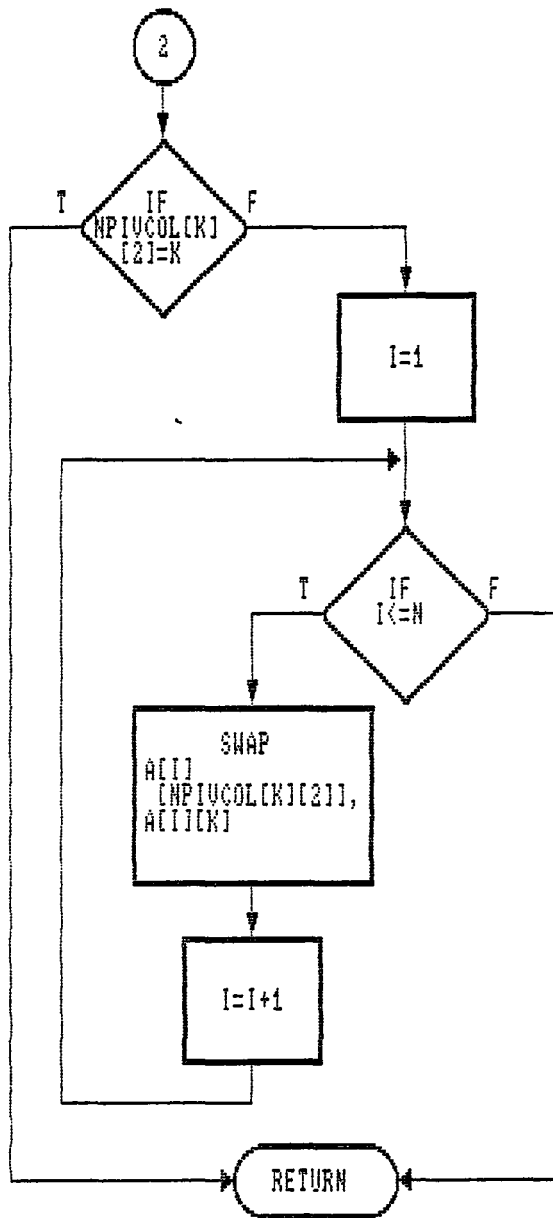 2
T
IF
NPIVCOL[K]
[2]=K
F
I=1
T
IF
I<=N
F
SWAP
A[I]
[NPIVCOL[K][2]],
A[I][K]
I=I+1
RETURN